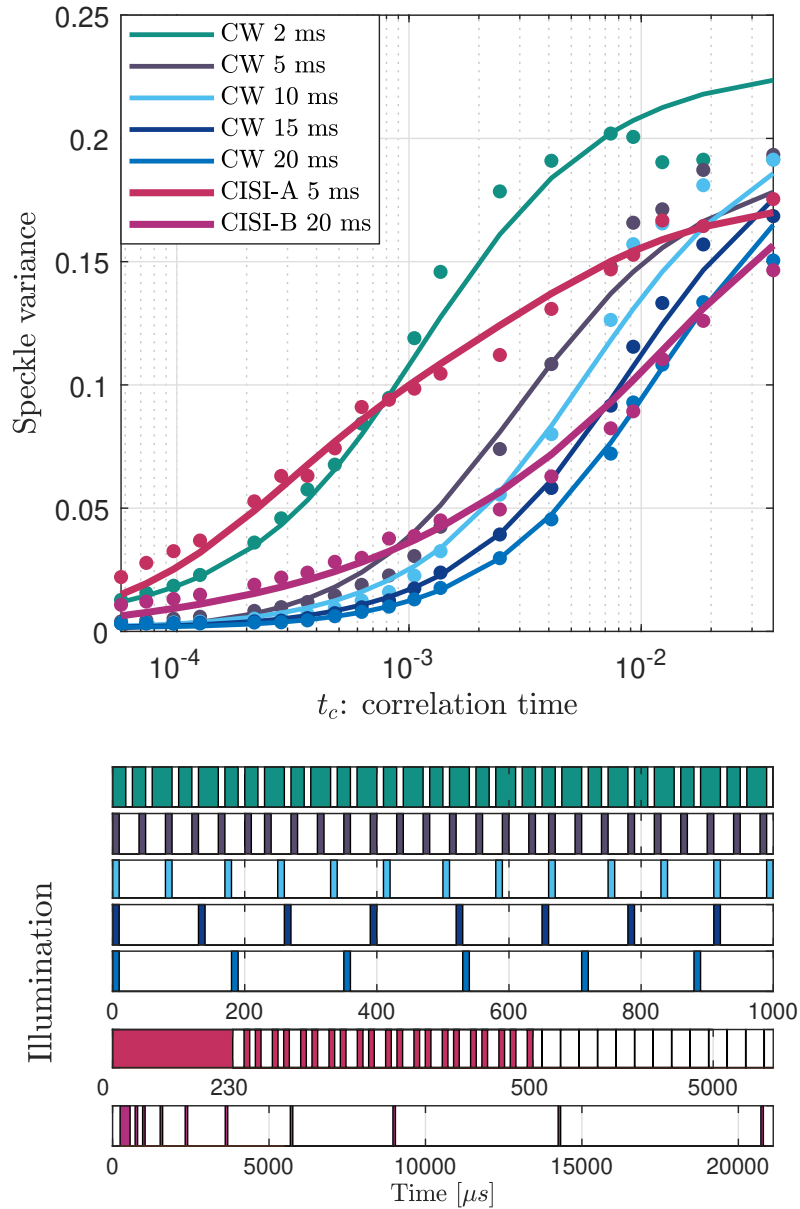 0.25
0.2
0.15
0.1
0.05
0
Speckle variance
CW 2 ms
CW 5 ms
CW 10 ms
CW 15 ms
CW 20 ms
CISI-A 5 ms
CISI-B 20 ms
10^-4 10^-3 10^-2
t_c: correlation time
Illumination
0 200 400 600 800 1000
0 230 500 5000
0 5000 10000 15000 20000
Time [μs]